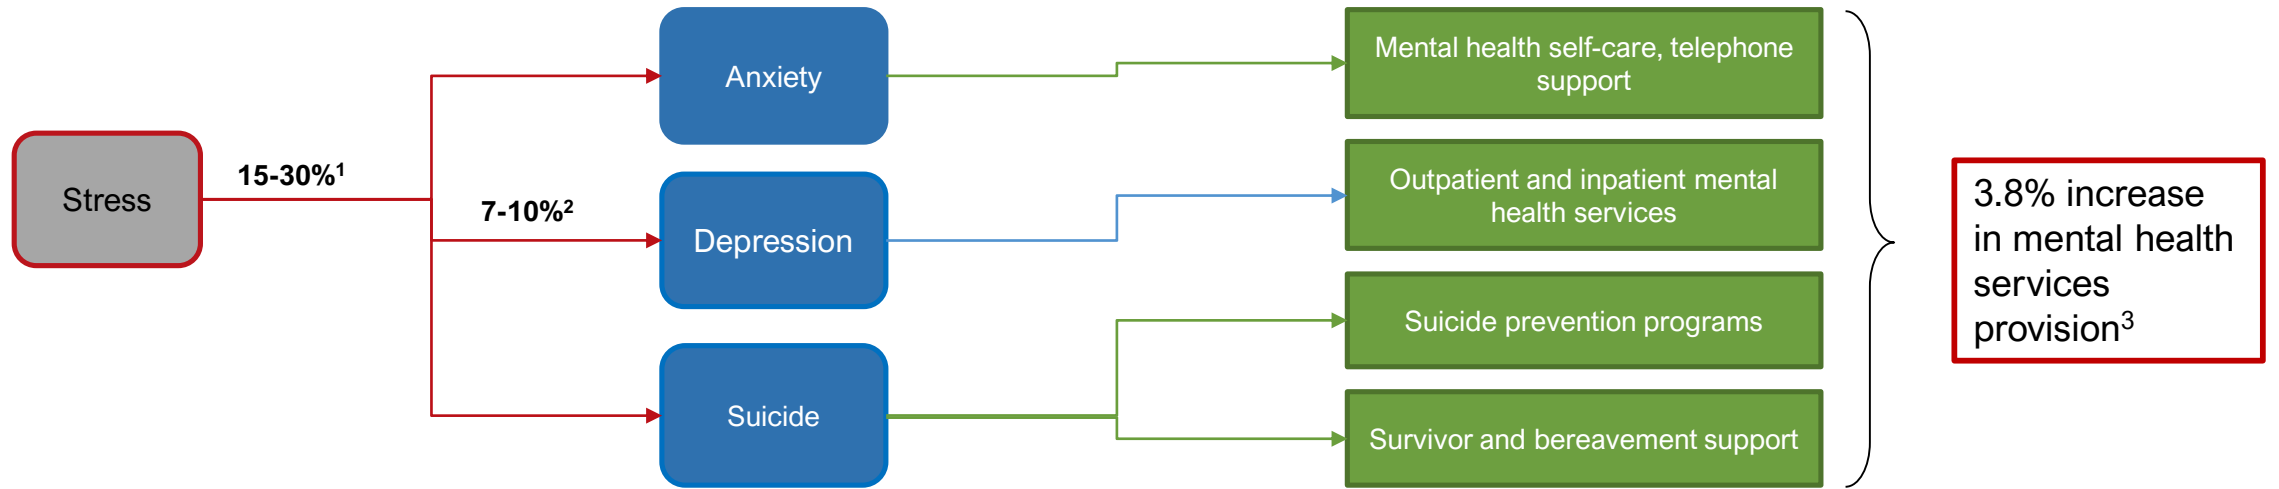 Stress
15-30%¹
7-10%²
Anxiety
Depression
Suicide
Mental health self-care, telephone
support
Outpatient and inpatient mental
health services
Suicide prevention programs
Survivor and bereavement support
3.8% increase
in mental health
services
provision³